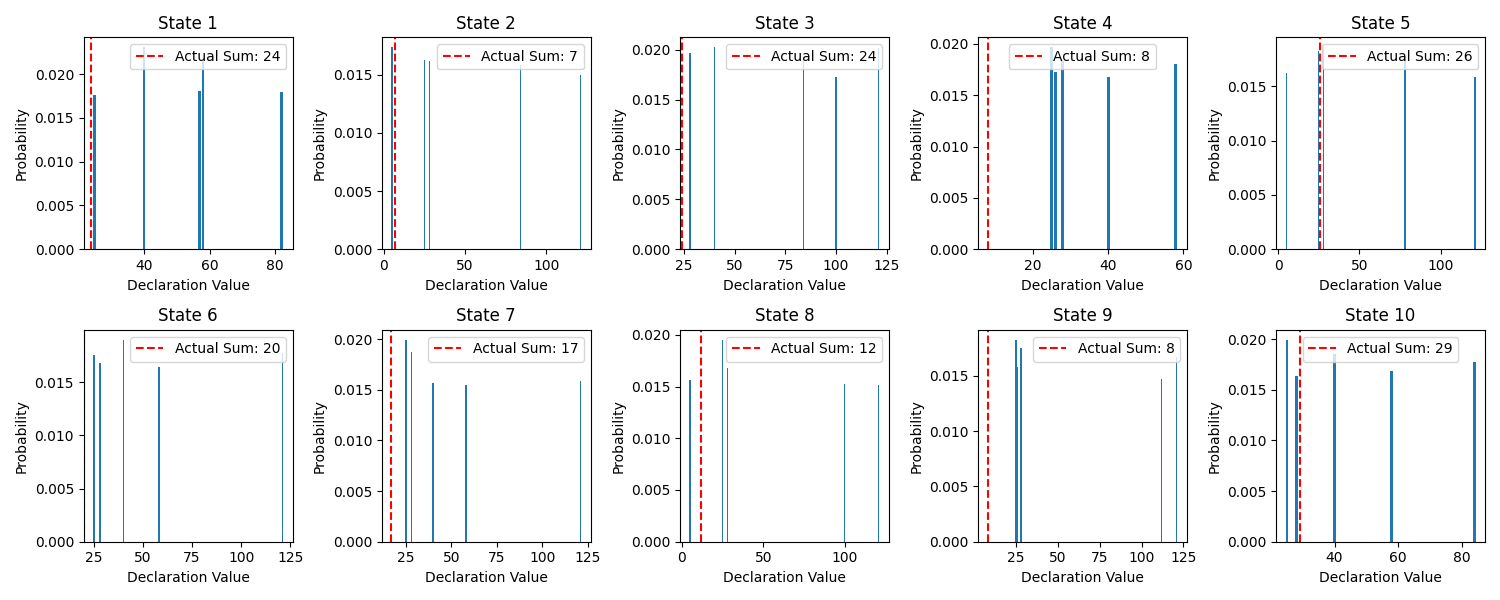 State 1
Actual Sum: 24
0.020
0.015
0.010
0.005
0.000
Probability
40 60 80
Declaration Value
State 2
Actual Sum: 7
0.015
0.010
0.005
0.000
Probability
0 50 100
Declaration Value
State 3
Actual Sum: 24
0.020
0.015
0.010
0.005
0.000
Probability
25 50 75 100 125
Declaration Value
State 4
Actual Sum: 8
0.020
0.015
0.010
0.005
0.000
Probability
20 40 60
Declaration Value
State 5
Actual Sum: 26
0.015
0.010
0.005
0.000
Probability
0 50 100
Declaration Value
State 6
Actual Sum: 20
0.015
0.010
0.005
0.000
Probability
25 50 75 100 125
Declaration Value
State 7
Actual Sum: 17
0.020
0.015
0.010
0.005
0.000
Probability
25 50 75 100 125
Declaration Value
State 8
Actual Sum: 12
0.020
0.015
0.010
0.005
0.000
Probability
0 50 100
Declaration Value
State 9
Actual Sum: 8
0.015
0.010
0.005
0.000
Probability
25 50 75 100 125
Declaration Value
State 10
Actual Sum: 29
0.020
0.015
0.010
0.005
0.000
Probability
40 60 80
Declaration Value